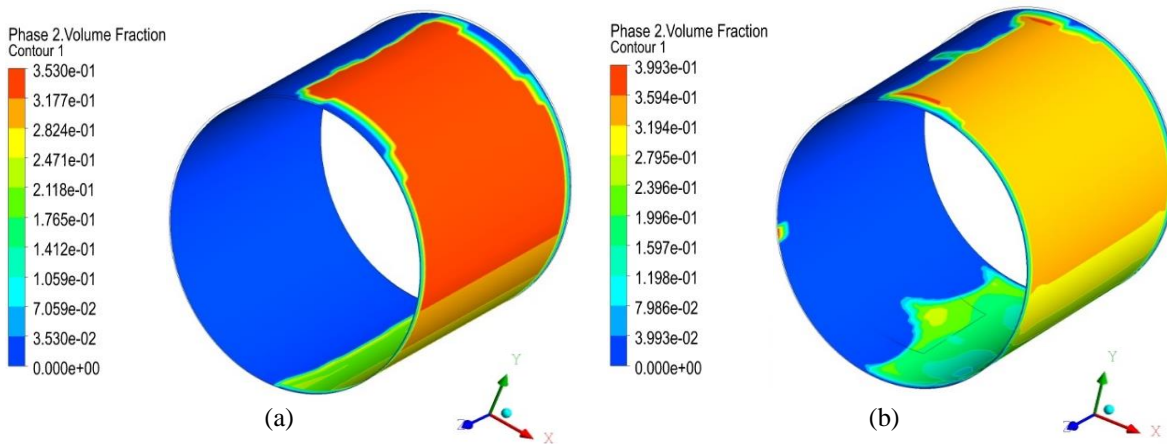 Phase 2.Volume Fraction
Contour 1
3.530e-01
3.177e-01
2.824e-01
2.471e-01
2.118e-01
1.765e-01
1.412e-01
1.059e-01
7.059e-02
3.530e-02
0.000e+00
Y
Z
X
(a)
Phase 2.Volume Fraction
Contour 1
3.993e-01
3.594e-01
3.194e-01
2.795e-01
2.396e-01
1.996e-01
1.597e-01
1.198e-01
7.986e-02
3.993e-02
0.000e+00
Y
Z
X
(b)